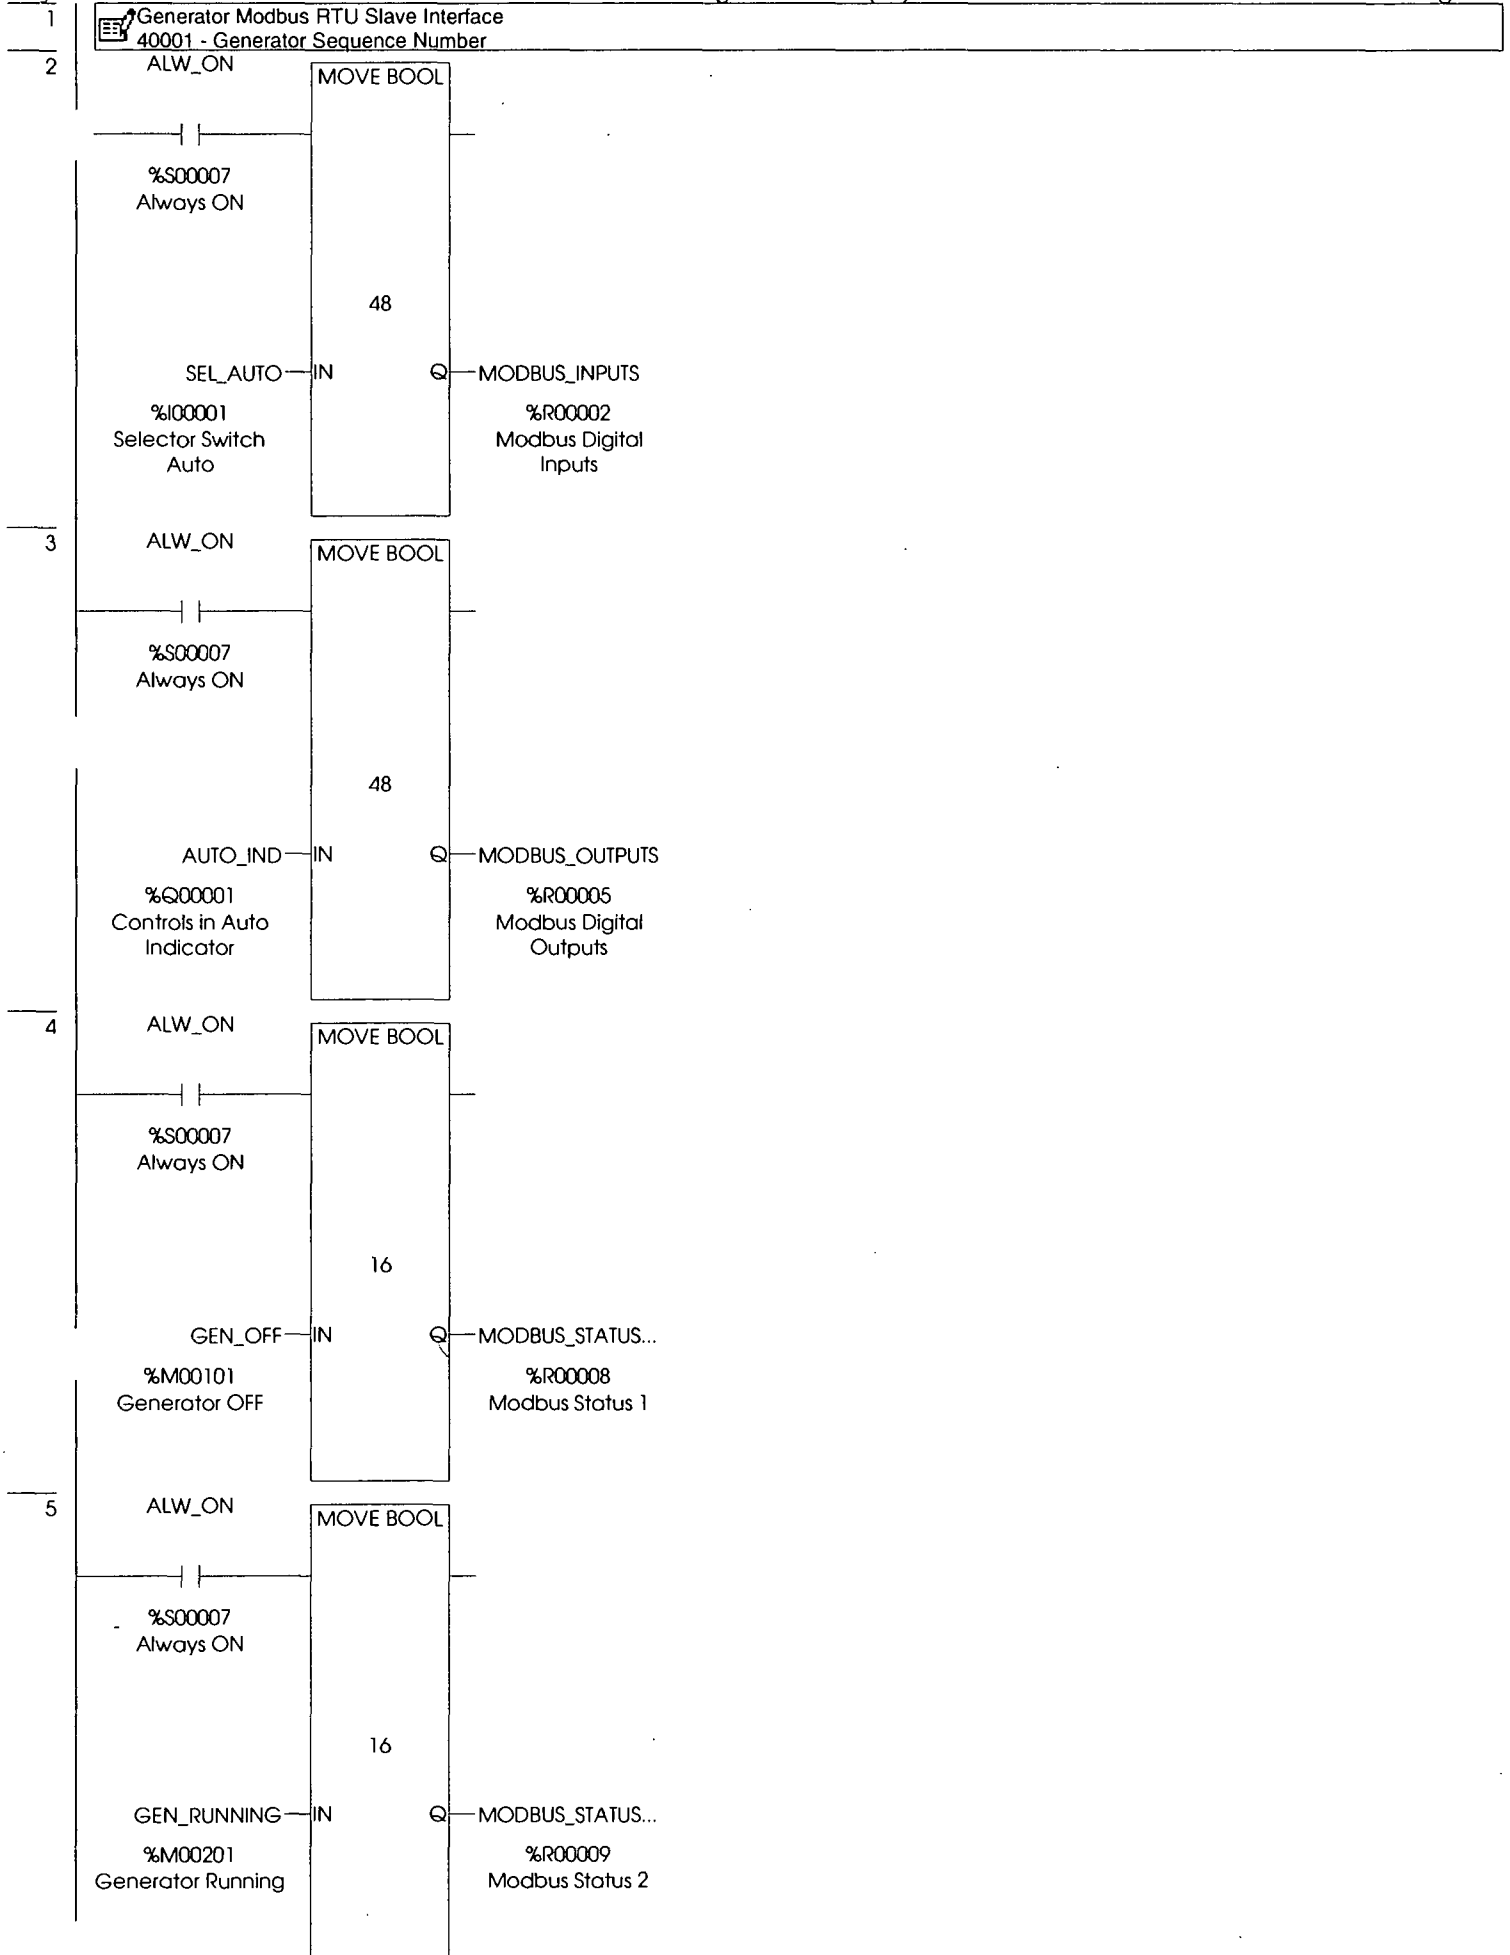 1
Generator Modbus RTU Slave Interface
40001 - Generator Sequence Number
2
ALW_ON
MOVE BOOL
%S00007
Always ON
48
SEL_AUTO IN Q MODBUS_INPUTS
%I00001 %R00002
Selector Switch Modbus Digital
Auto Inputs
3
ALW_ON
MOVE BOOL
%S00007
Always ON
48
AUTO_IND IN Q MODBUS_OUTPUTS
%Q00001 %R00005
Controls in Auto Modbus Digital
Indicator Outputs
4
ALW_ON
MOVE BOOL
%S00007
Always ON
16
GEN_OFF IN Q MODBUS_STATUS...
%M00101 %R00008
Generator OFF Modbus Status 1
5
ALW_ON
MOVE BOOL
%S00007
Always ON
16
GEN_RUNNING IN Q MODBUS_STATUS...
%M00201 %R00009
Generator Running Modbus Status 2